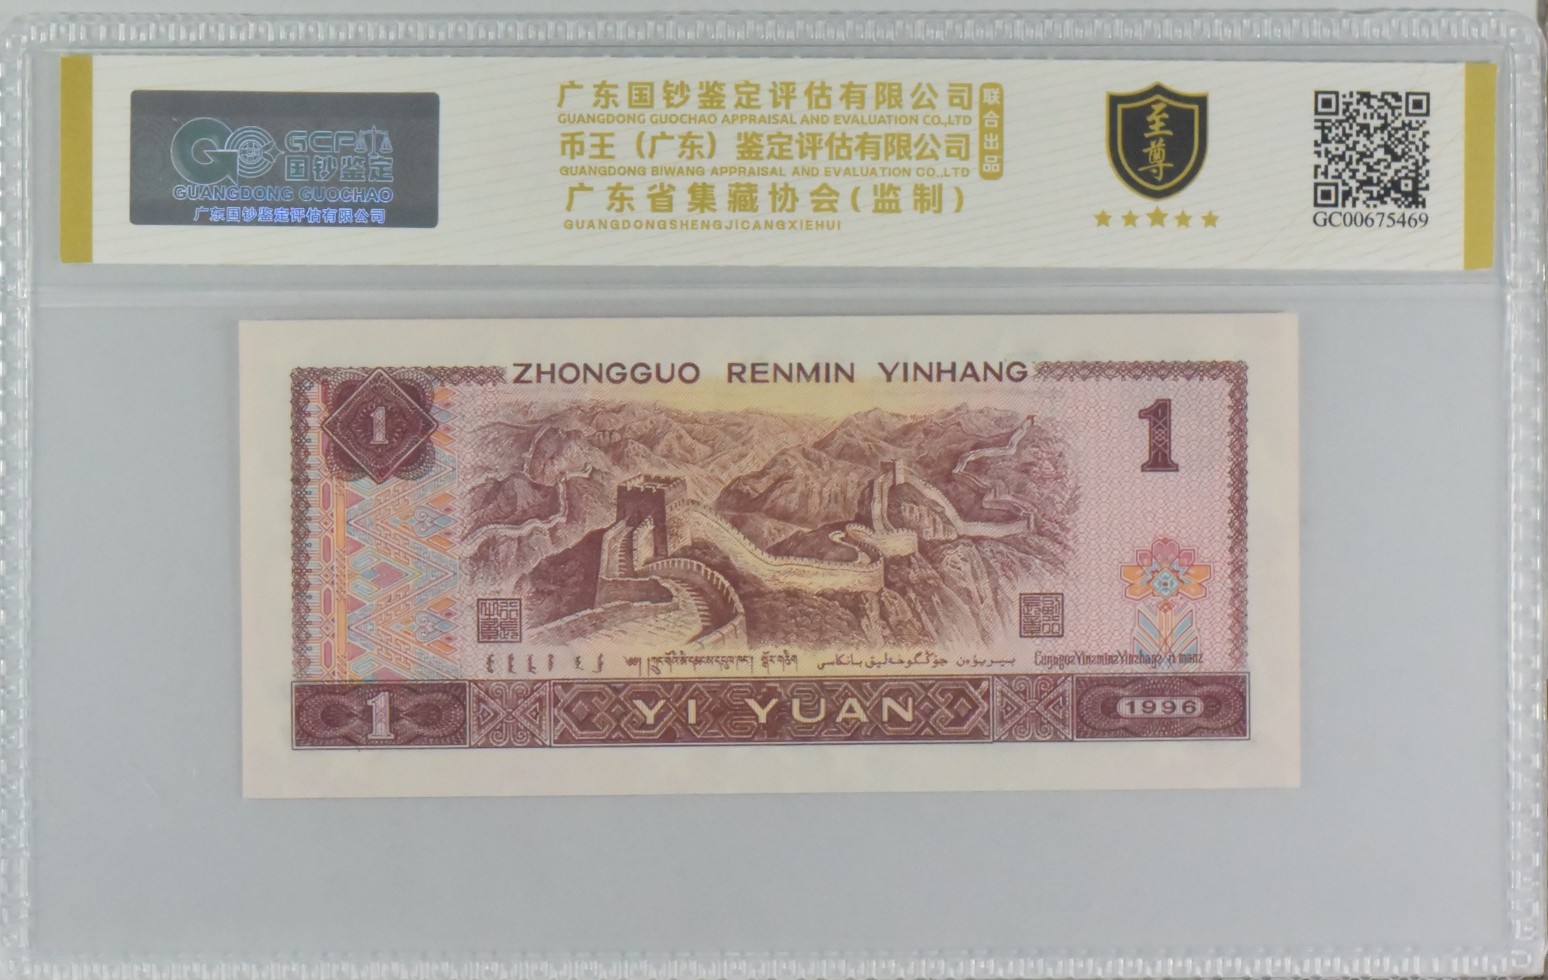 GCF
国钞鉴定
GUANGDONG GUOCHAO
广东国钞鉴定评估有限公司
广东国钞鉴定评估有限公司
GUANGDONG GUOCHAO APPRAISAL AND EVALUATION CO.,LTD
币王（广东）鉴定评估有限公司
GUANGDONG BIWANG APPRAISAL AND EVALUATION CO.,LTD
广东省集藏协会(监制)
GUANGDONGSHENGJICANGXIEHUI
联合出品
至尊
GC00675469
ZHONGGUO RENMIN YINHANG
1
1
1 YI YUAN 1996